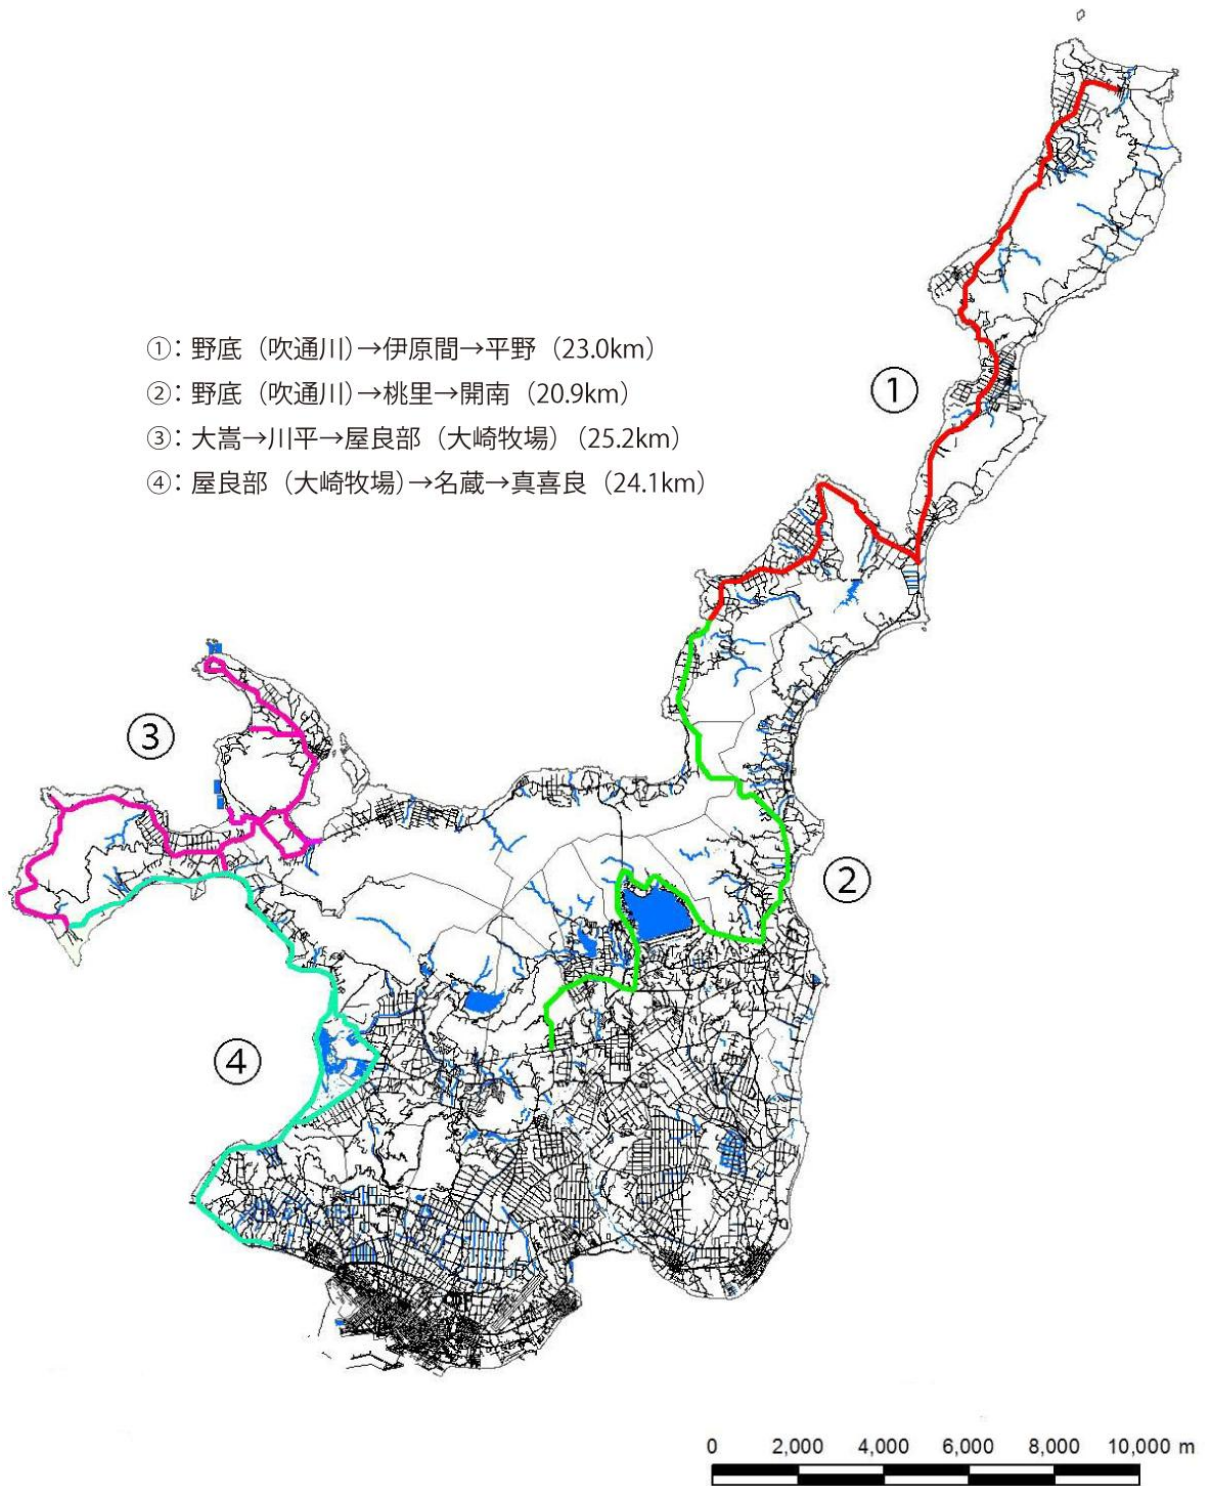 ①：野底（吹通川）→伊原間→平野（23.0km）
②：野底（吹通川）→桃里→開南（20.9km）
③：大嵩→川平→屋良部（大崎牧場）（25.2km）
④：屋良部（大崎牧場）→名蔵→真喜良（24.1km）
①
③
②
④
0 2,000 4,000 6,000 8,000 10,000 m